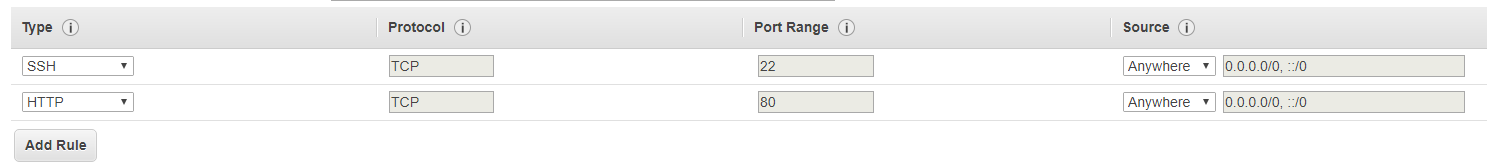 Type Protocol Port Range Source
SSH TCP 22 Anywhere 0.0.0.0/0, ::/0
HTTP TCP 80 Anywhere 0.0.0.0/0, ::/0
Add Rule